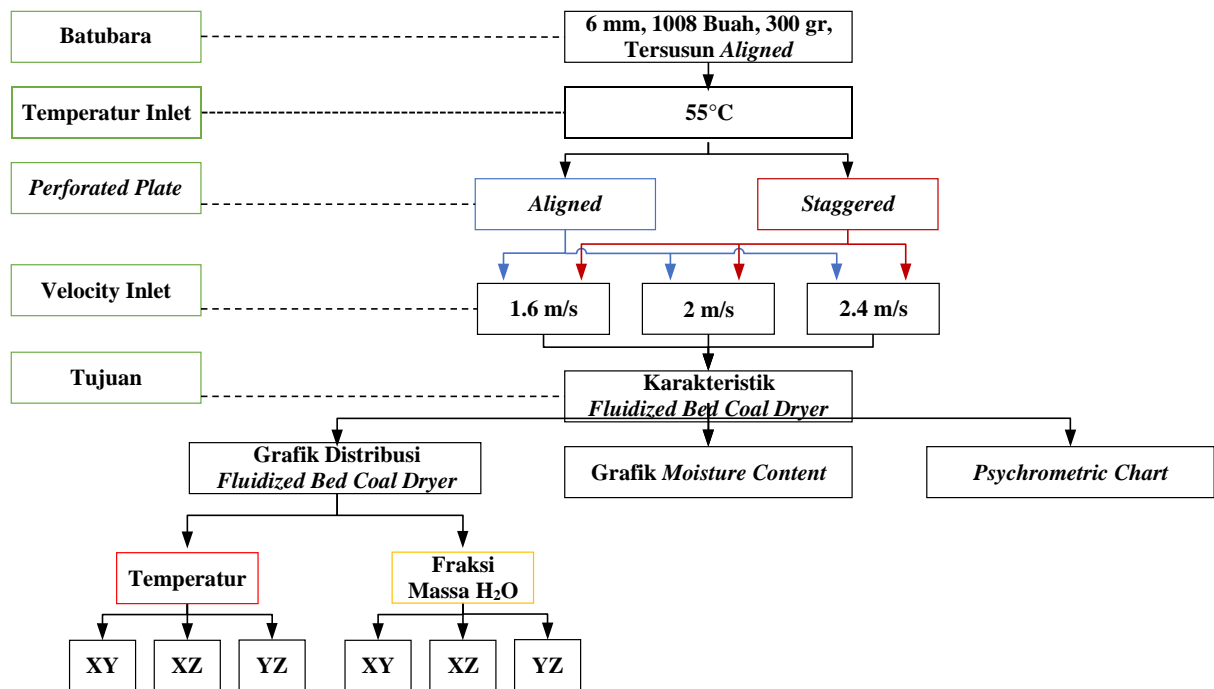 Batubara
6 mm, 1008 Buah, 300 gr,
Tersusun Aligned
Temperatur Inlet
55°C
Perforated Plate
Aligned
Staggered
Velocity Inlet
1.6 m/s
2 m/s
2.4 m/s
Tujuan
Karakteristik
Fluidized Bed Coal Dryer
Grafik Distribusi
Fluidized Bed Coal Dryer
Grafik Moisture Content
Psychrometric Chart
Temperatur
Fraksi
Massa H₂O
XY
XZ
YZ
XY
XZ
YZ